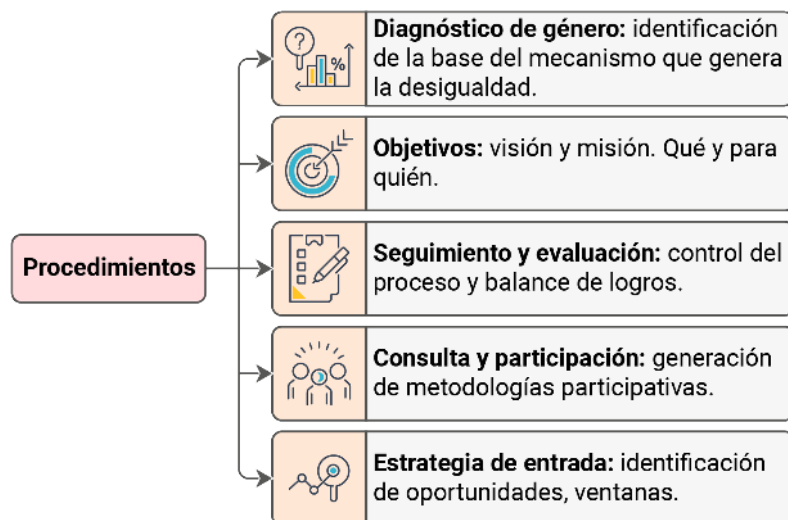 Diagnóstico de género: identificación
de la base del mecanismo que genera
la desigualdad.
Objetivos: visión y misión. Qué y para
quién.
Procedimientos
Seguimiento y evaluación: control del
proceso y balance de logros.
Consulta y participación: generación
de metodologías participativas.
Estrategia de entrada: identificación
de oportunidades, ventanas.
?
%